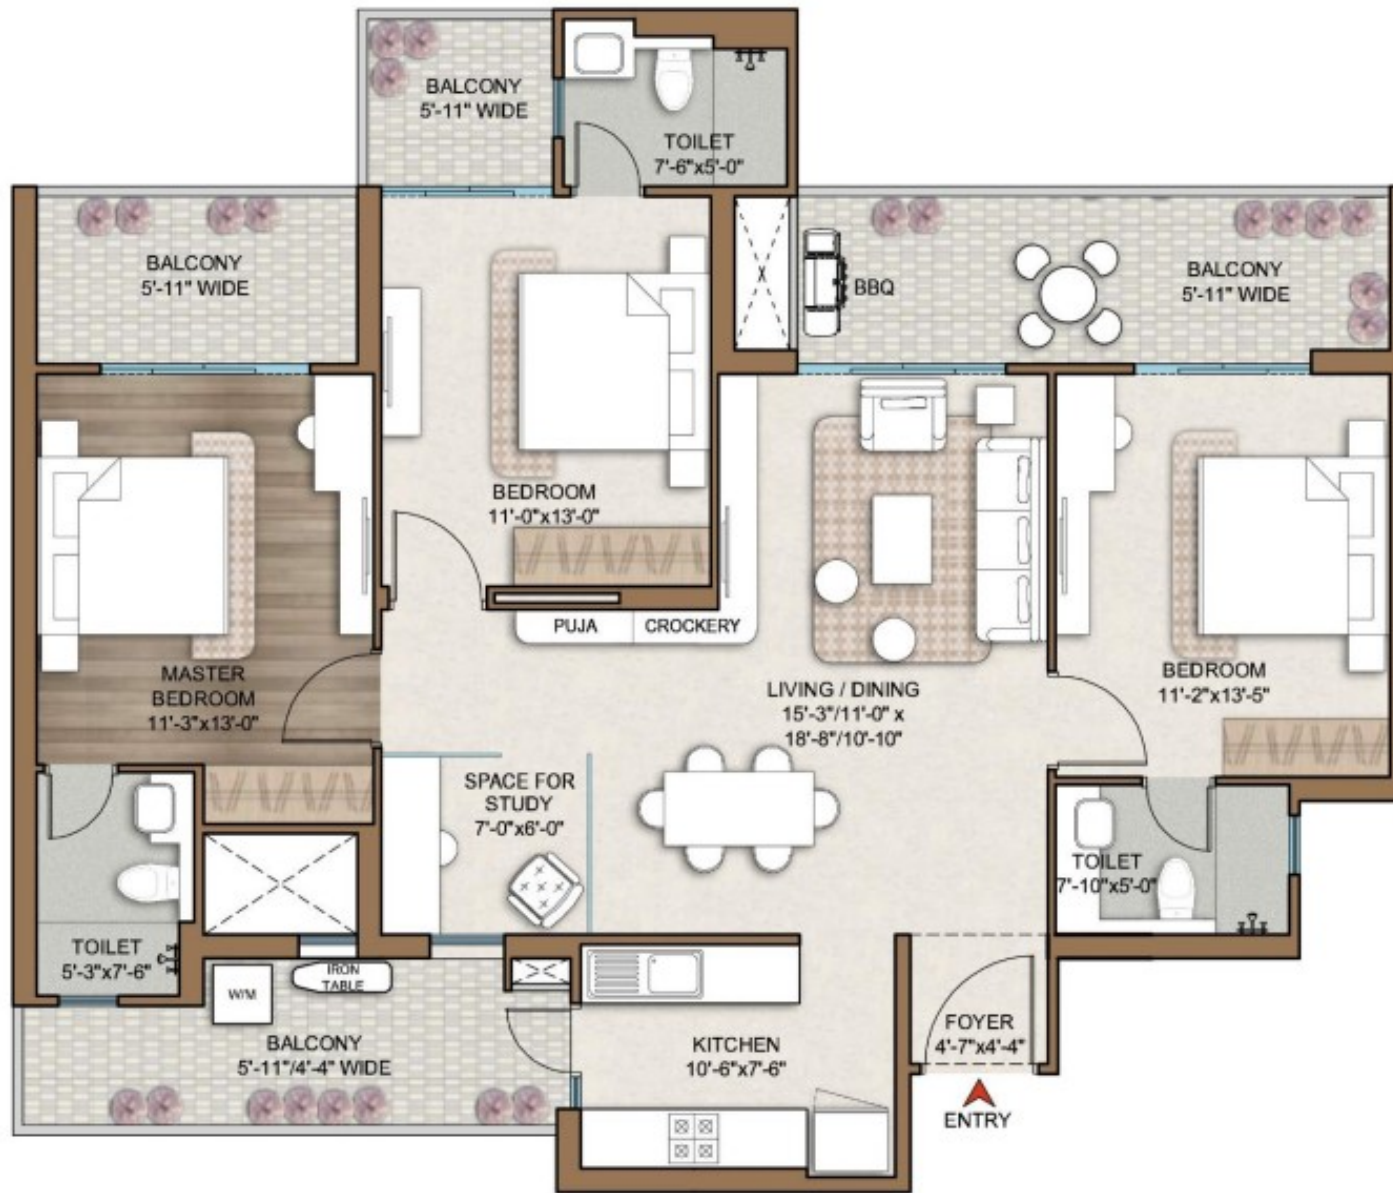 BALCONY
5'-11" WIDE
TOILET
7'-6"x5'-0"
BALCONY
5'-11" WIDE
BBQ
BALCONY
5'-11" WIDE
BEDROOM
11'-0"x13'-0"
PUJA
CROCKERY
MASTER
BEDROOM
11'-3"x13'-0"
LIVING / DINING
15'-3"/11'-0" x
18'-8"/10'-10"
BEDROOM
11'-2"x13'-5"
SPACE FOR
STUDY
7'-0"x6'-0"
TOILET
7'-10"x5'-0"
TOILET
5'-3"x7'-6"
W/M
IRON
TABLE
BALCONY
5'-11"/4'-4" WIDE
KITCHEN
10'-6"x7'-6"
FOYER
4'-7"x4'-4"
ENTRY